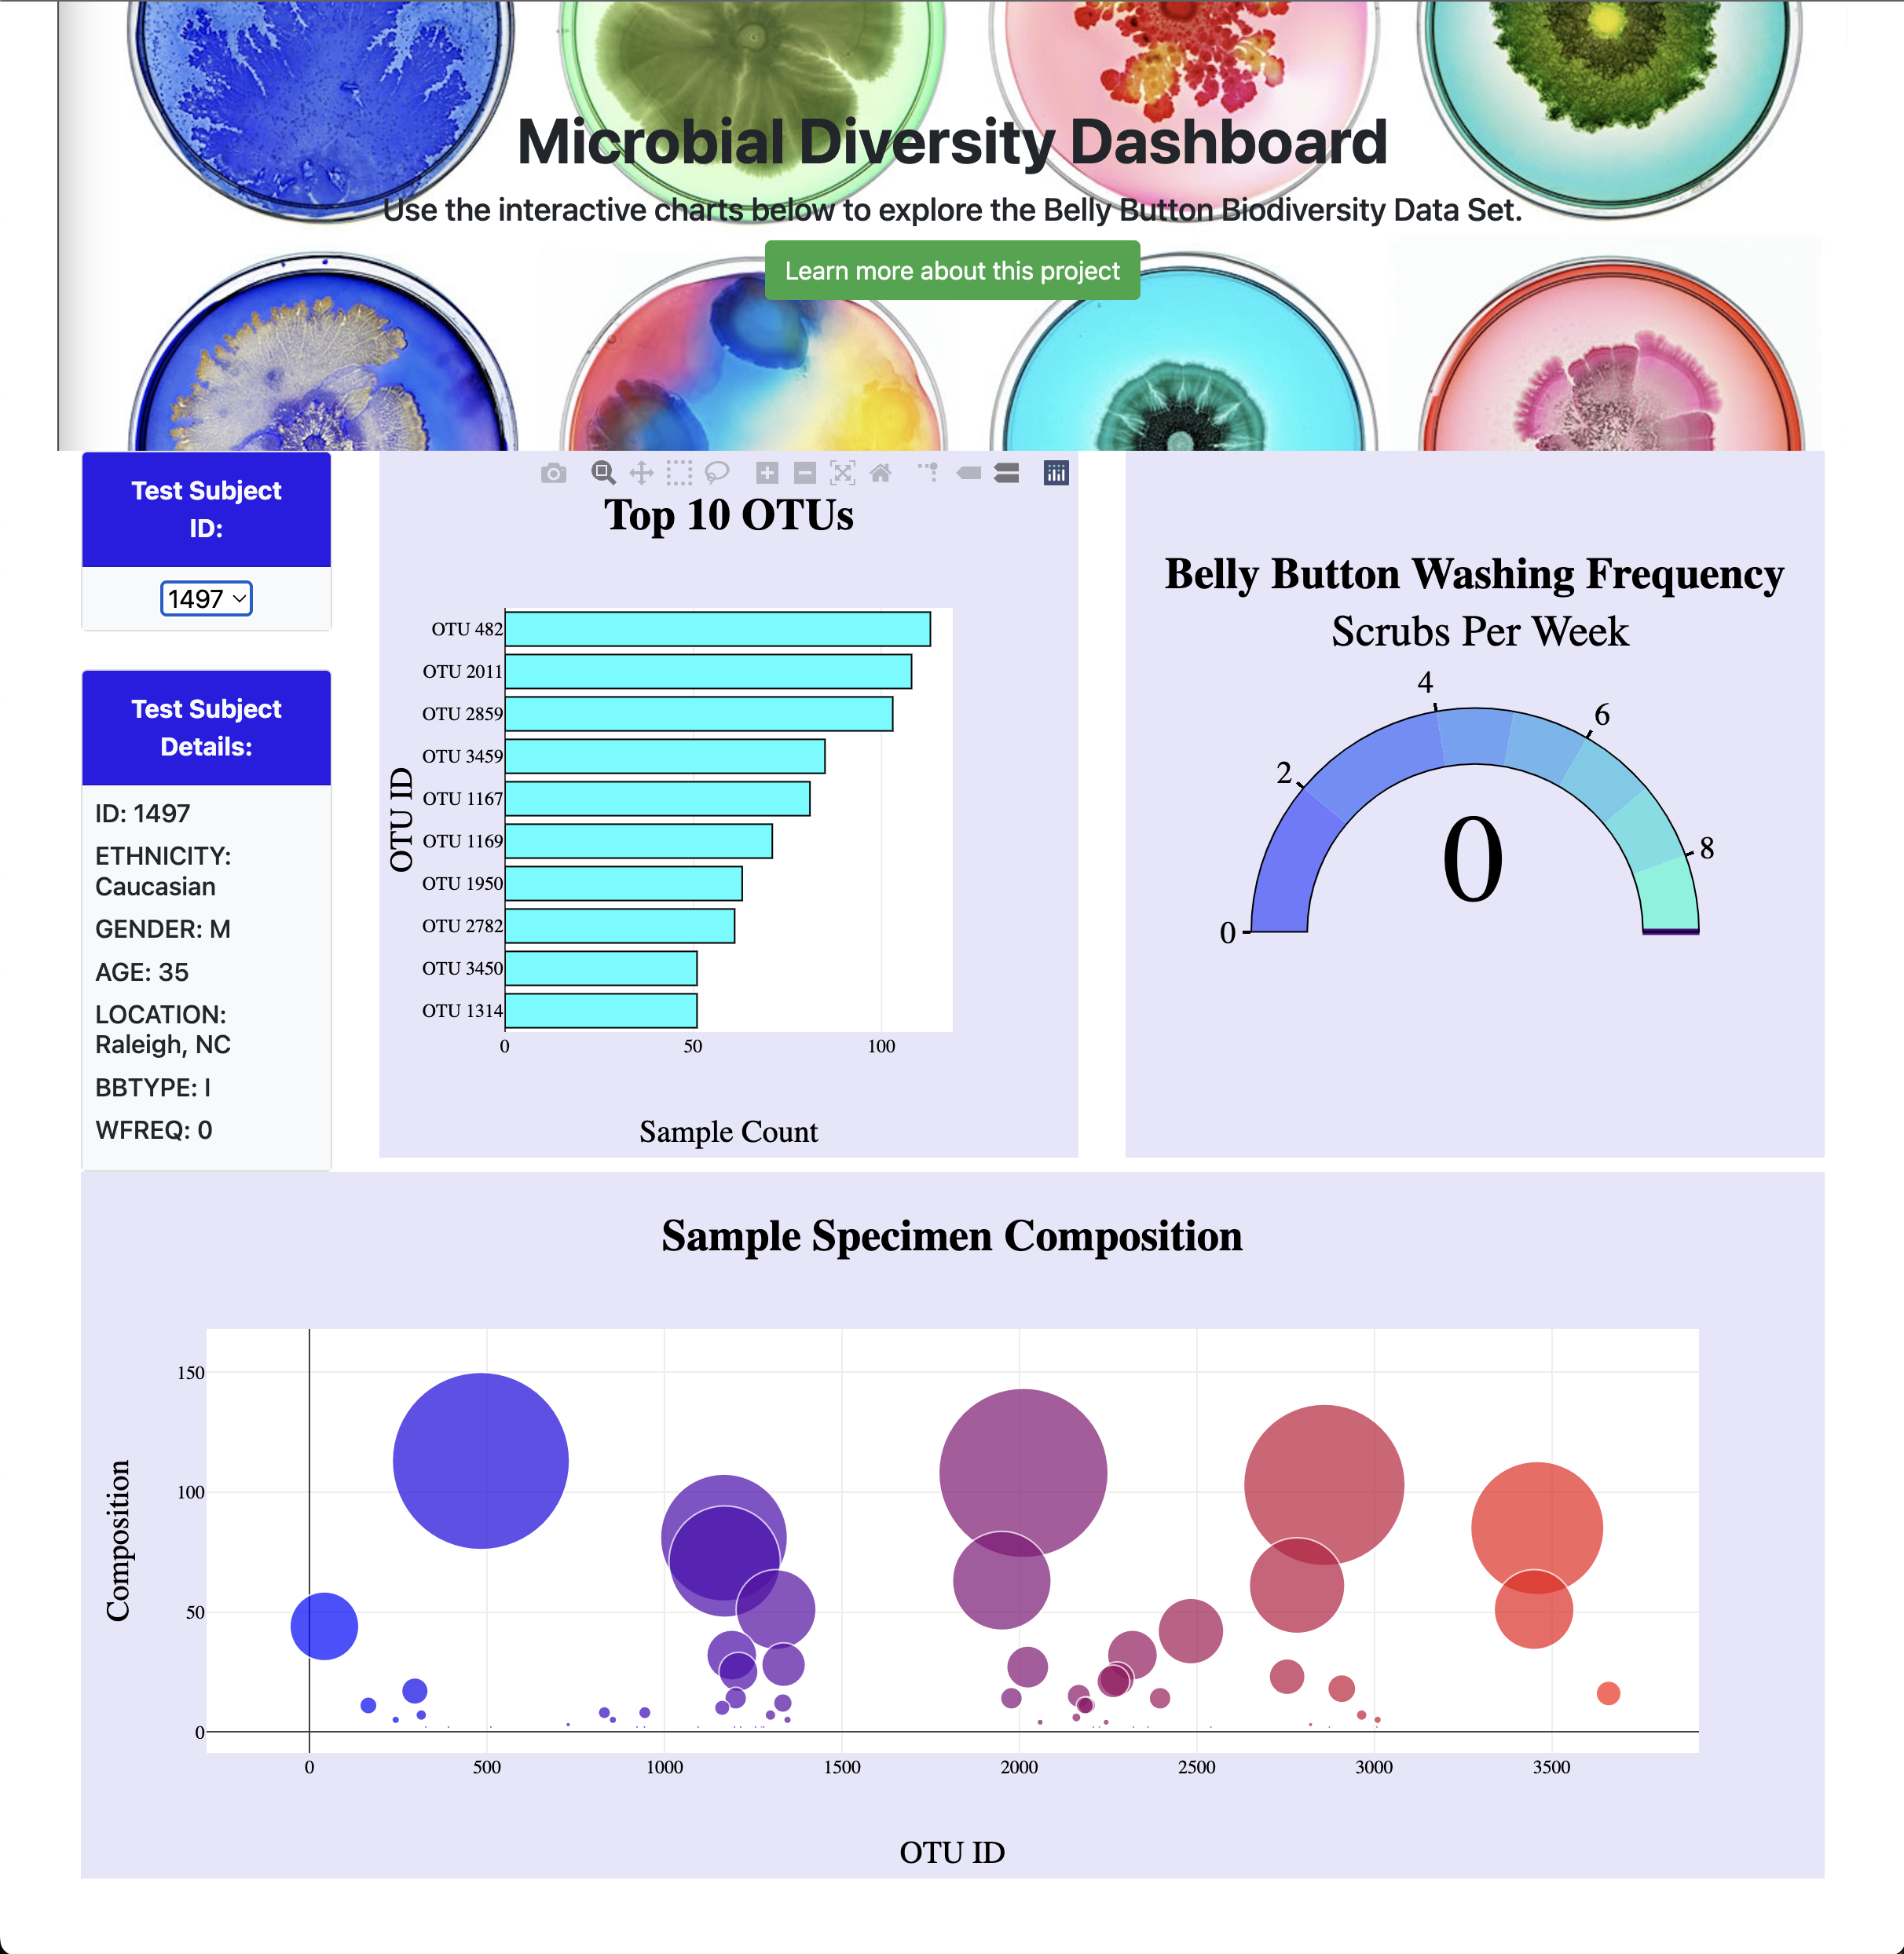 Microbial Diversity Dashboard
Use the interactive charts below to explore the Belly Button Biodiversity Data Set.
Learn more about this project
Test Subject
ID:
1497
Test Subject
Details:
ID: 1497
ETHNICITY:
Caucasian
GENDER: M
AGE: 35
LOCATION:
Raleigh, NC
BBTYPE: I
WFREQ: 0
Top 10 OTUs
OTU ID
OTU 482
OTU 2011
OTU 2859
OTU 3459
OTU 1167
OTU 1169
OTU 1950
OTU 2782
OTU 3450
OTU 1314
0 50 100
Sample Count
Belly Button Washing Frequency
Scrubs Per Week
0
2
4
6
8
0
Sample Specimen Composition
Composition
150
100
50
0
0 500 1000 1500 2000 2500 3000 3500
OTU ID